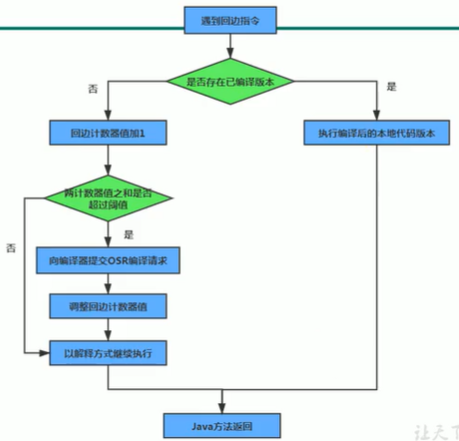 遇到回边指令
是否存在已编译版本
否
是
回边计数器值加1
执行编译后的本地代码版本
两计数器值之和是否
超过阈值
是
否
向编译器提交OSR编译请求
调整回边计数器值
以解释方式继续执行
Java方法返回
让天下